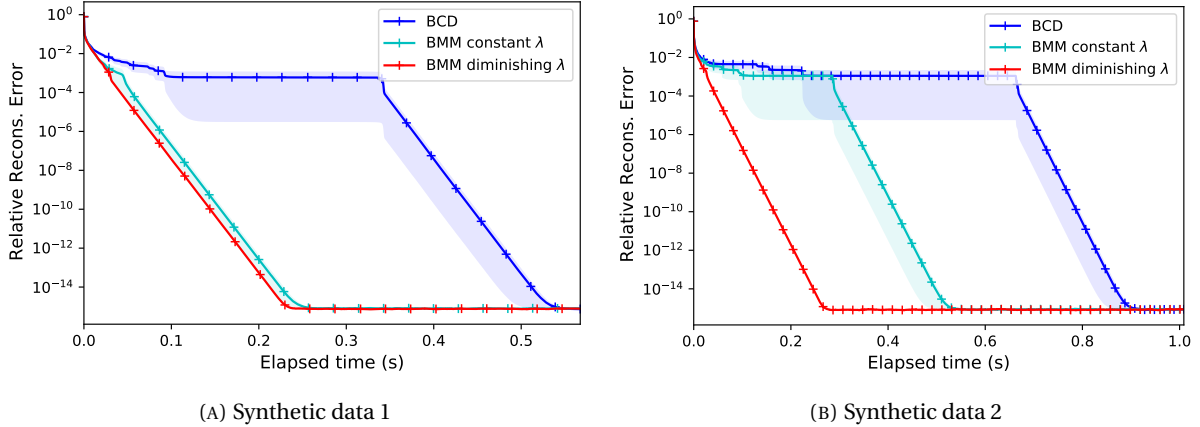 BCD
BMM constant λ
BMM diminishing λ
Relative Recons. Error
10⁰
10⁻²
10⁻⁴
10⁻⁶
10⁻⁸
10⁻¹⁰
10⁻¹²
10⁻¹⁴
0.0 0.1 0.2 0.3 0.4 0.5
Elapsed time (s)
(A) Synthetic data 1
BCD
BMM constant λ
BMM diminishing λ
Relative Recons. Error
10⁰
10⁻²
10⁻⁴
10⁻⁶
10⁻⁸
10⁻¹⁰
10⁻¹²
10⁻¹⁴
0.0 0.2 0.4 0.6 0.8 1.0
Elapsed time (s)
(B) Synthetic data 2